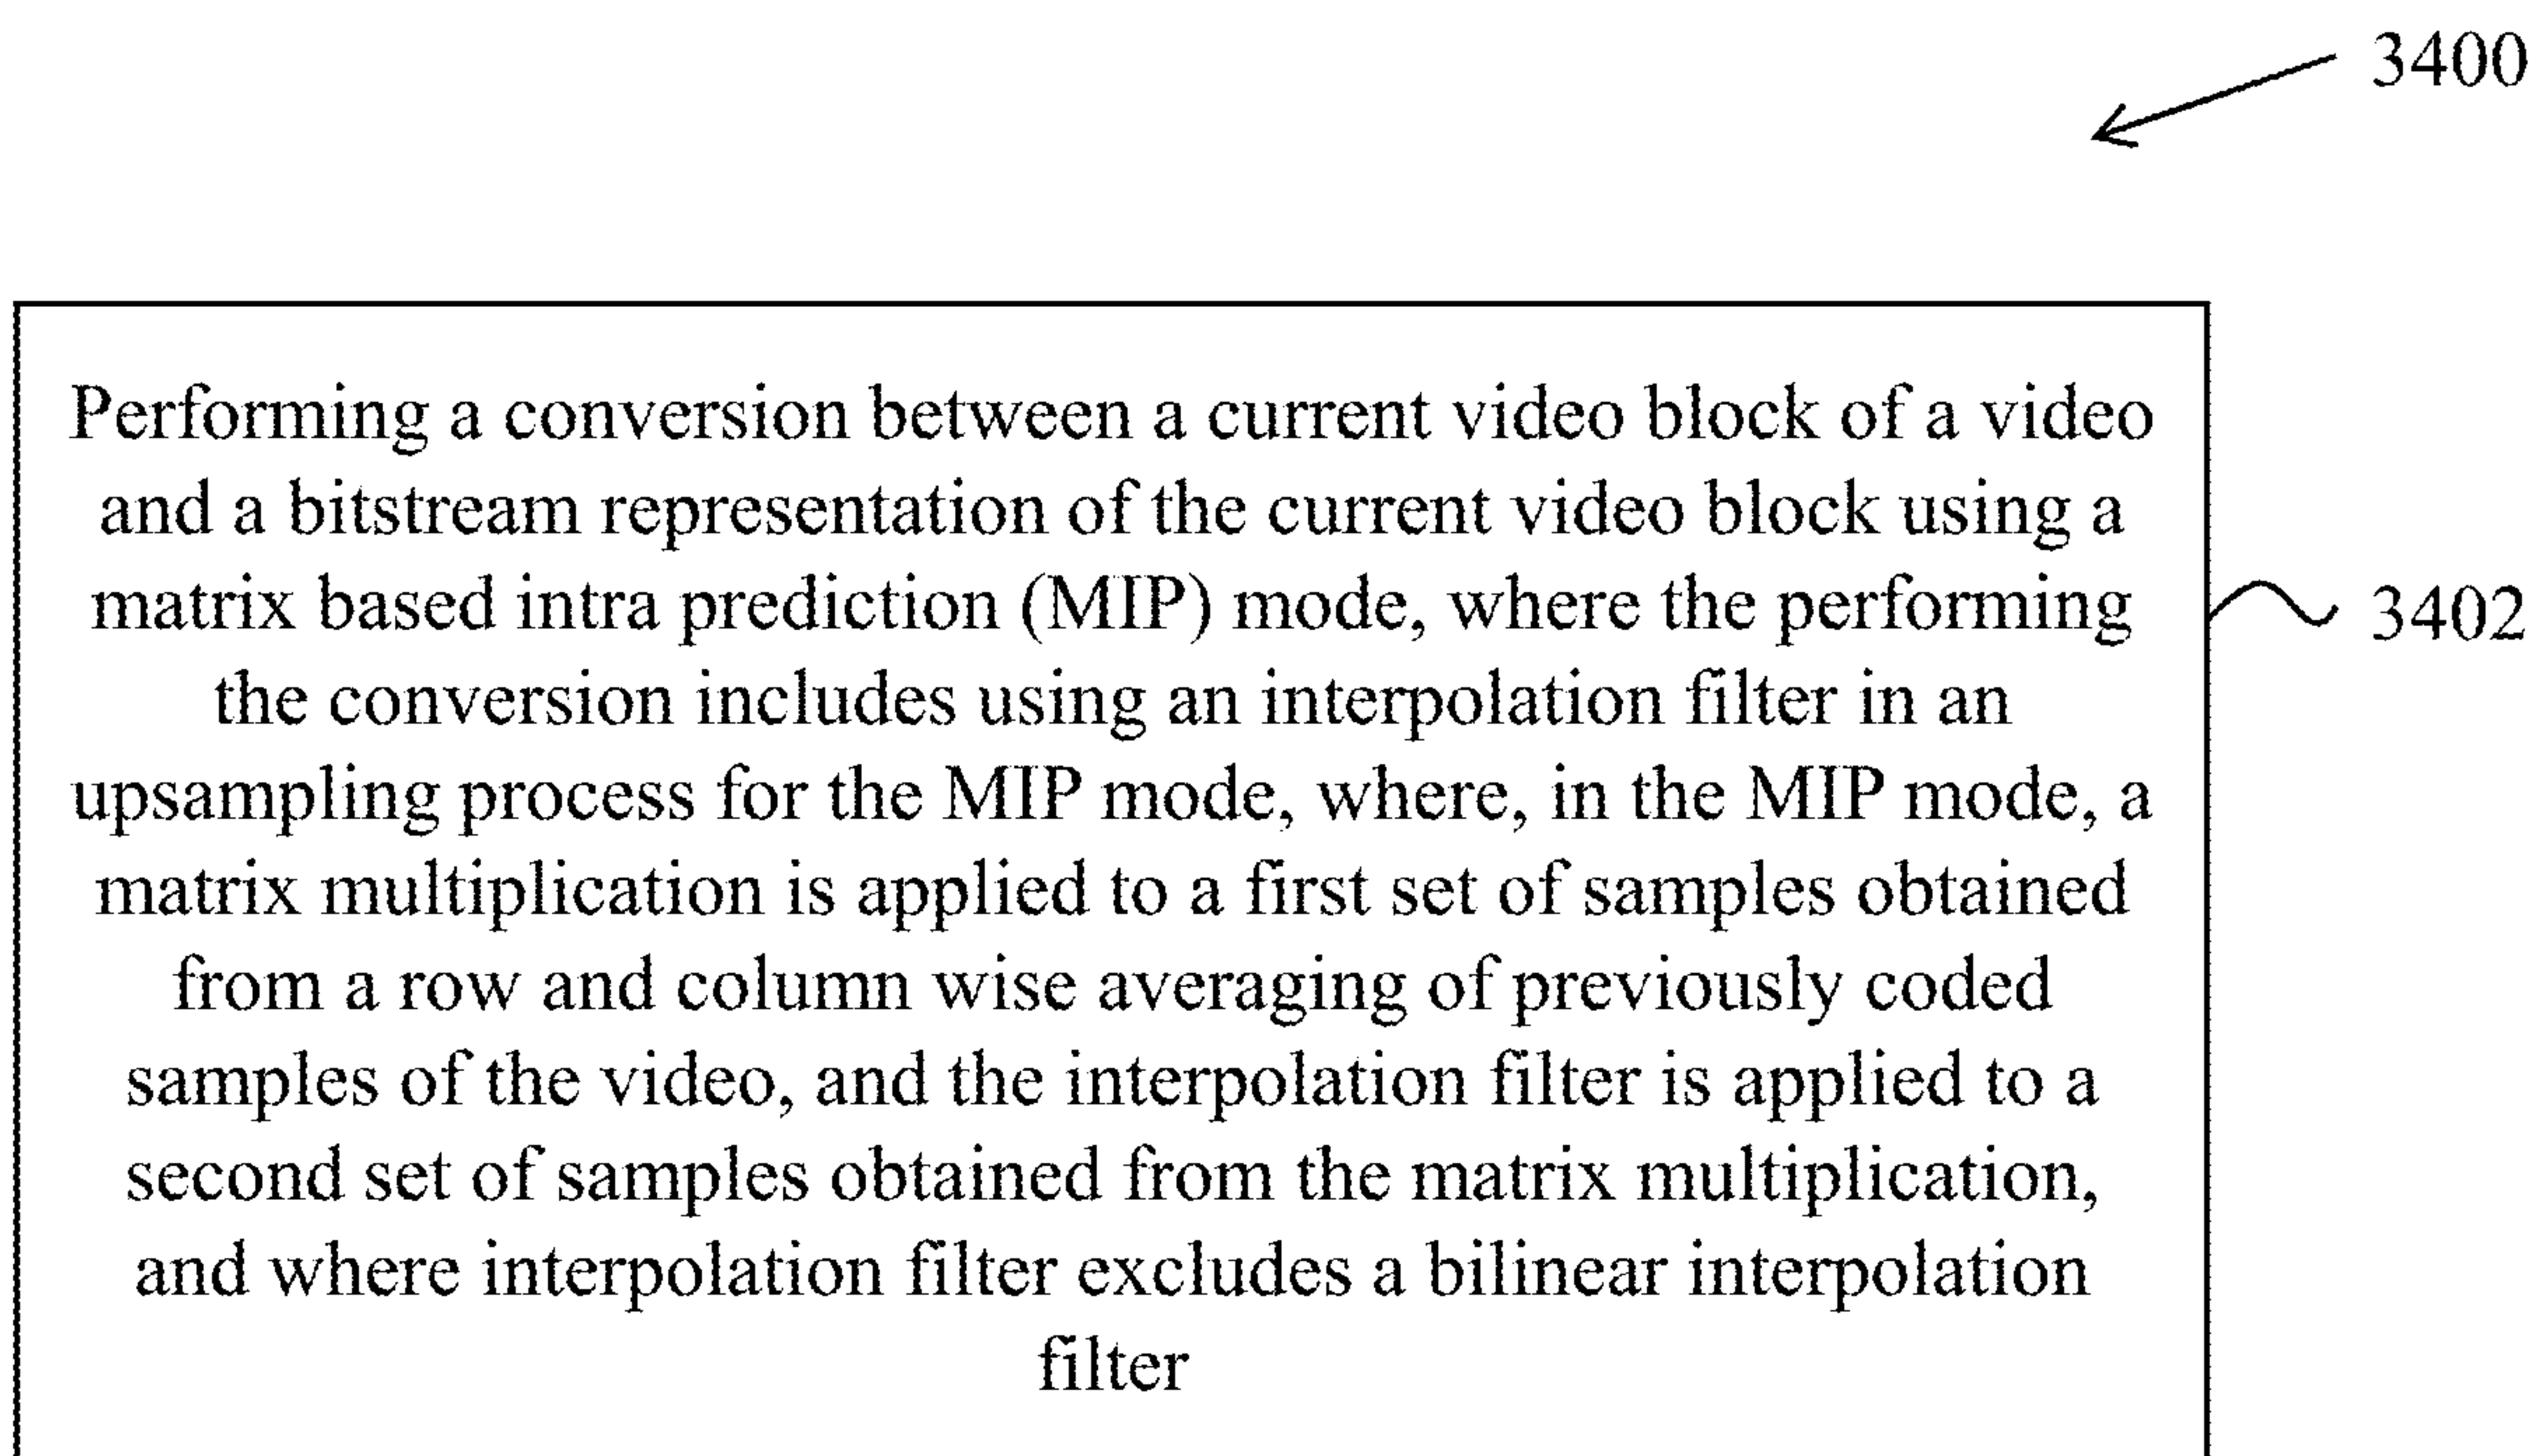 3400
Performing a conversion between a current video block of a video
and a bitstream representation of the current video block using a
matrix based intra prediction (MIP) mode, where the performing
3402
the conversion includes using an interpolation filter in an
upsampling process for the MIP mode, where, in the MIP mode, a
matrix multiplication is applied to a first set of samples obtained
from a row and column wise averaging of previously coded
samples of the video, and the interpolation filter is applied to a
second set of samples obtained from the matrix multiplication,
and where interpolation filter excludes a bilinear interpolation
filter